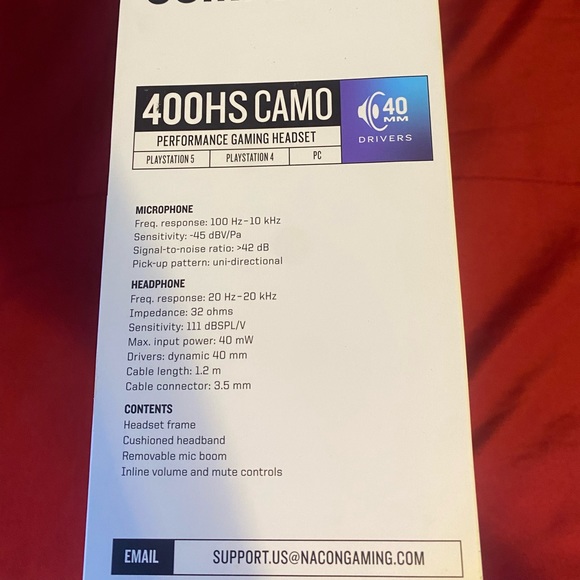 400HS CAMO
PERFORMANCE GAMING HEADSET
PLAYSTATION 5 PLAYSTATION 4 PC
40
MM
DRIVERS
MICROPHONE
Freq. response: 100 Hz–10 kHz
Sensitivity: -45 dBV/Pa
Signal-to-noise ratio: >42 dB
Pick-up pattern: uni-directional
HEADPHONE
Freq. response: 20 Hz–20 kHz
Impedance: 32 ohms
Sensitivity: 111 dBSPL/V
Max. input power: 40 mW
Drivers: dynamic 40 mm
Cable length: 1.2 m
Cable connector: 3.5 mm
CONTENTS
Headset frame
Cushioned headband
Removable mic boom
Inline volume and mute controls
EMAIL SUPPORT.US@NACONGAMING.COM